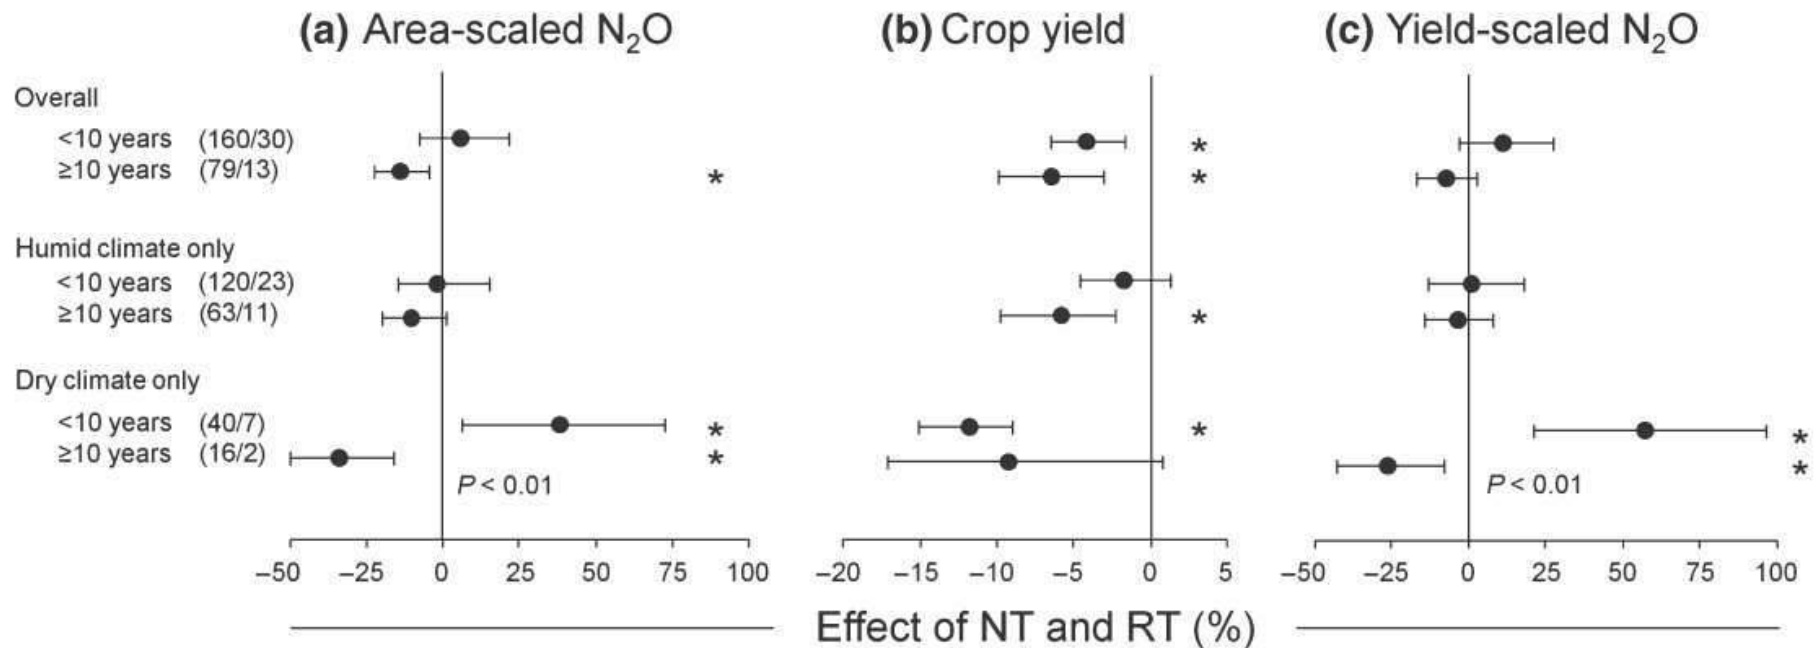 (a) Area-scaled N₂O (b) Crop yield (c) Yield-scaled N₂O
Overall
<10 years (160/30)
* 
≥10 years (79/13) * *
Humid climate only
<10 years (120/23)
≥10 years (63/11) *
Dry climate only
<10 years (40/7) * * *
≥10 years (16/2) * *
P < 0.01 P < 0.01
–50 –25 0 25 50 75 100 –20 –15 –10 –5 0 5 –50 –25 0 25 50 75 100
Effect of NT and RT (%)